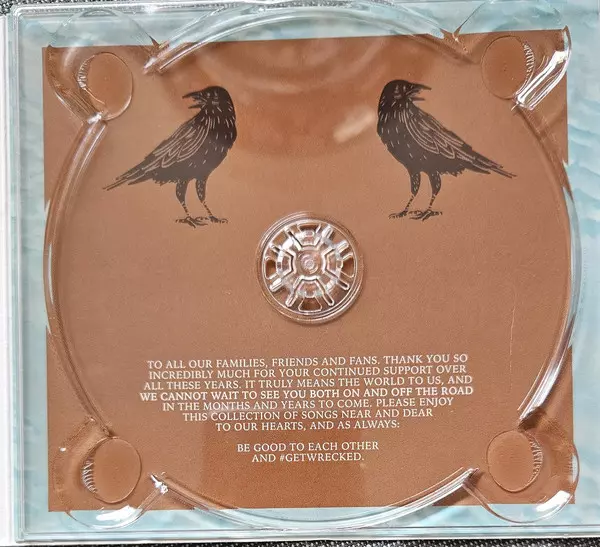 TO ALL OUR FAMILIES, FRIENDS AND FANS. THANK YOU SO
INCREDIBLY MUCH FOR YOUR CONTINUED SUPPORT OVER
ALL THESE YEARS. IT TRULY MEANS THE WORLD TO US, AND
WE CANNOT WAIT TO SEE YOU BOTH ON AND OFF THE ROAD
IN THE MONTHS AND YEARS TO COME. PLEASE ENJOY
THIS COLLECTION OF SONGS NEAR AND DEAR
TO OUR HEARTS, AND AS ALWAYS:
BE GOOD TO EACH OTHER
AND #GETWRECKED.